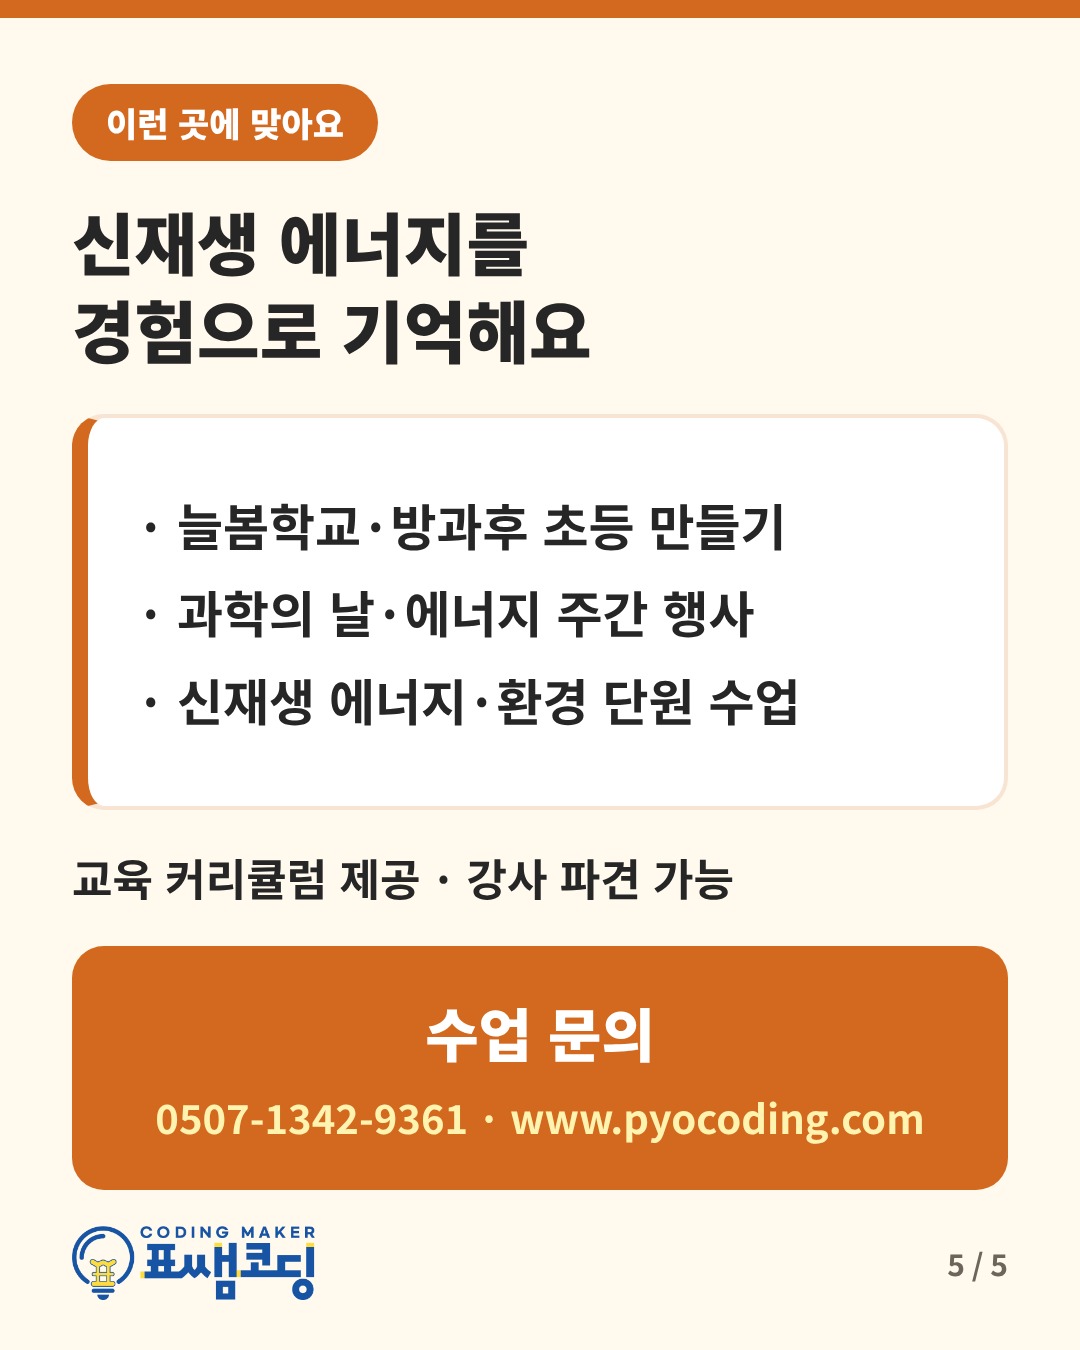 이런 곳에 맞아요
신재생 에너지를
경험으로 기억해요
· 늘봄학교·방과후 초등 만들기
· 과학의 날·에너지 주간 행사
· 신재생 에너지·환경 단원 수업
교육 커리큘럼 제공 · 강사 파견 가능
수업 문의
0507-1342-9361 · www.pyocoding.com
CODING MAKER
표쌤코딩
5 / 5